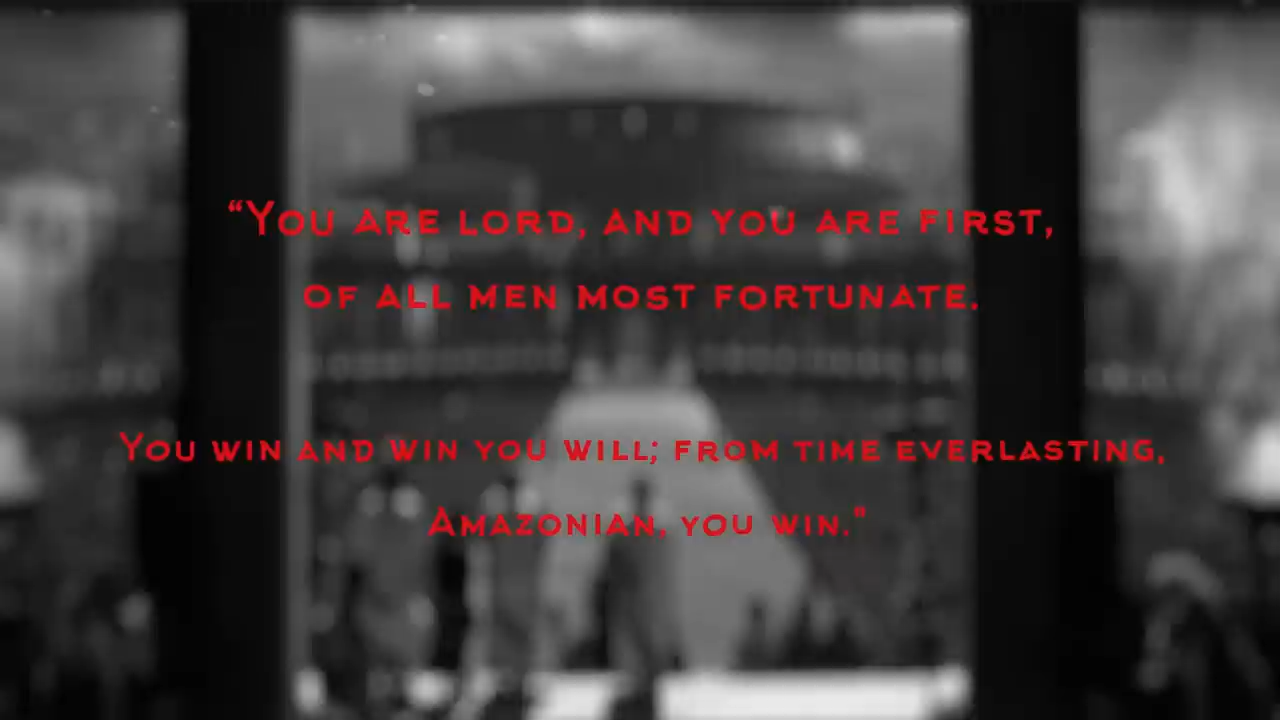 “You are lord, and you are first,
of all men most fortunate.
You win and win you will; from time everlasting,
Amazonian, you win."